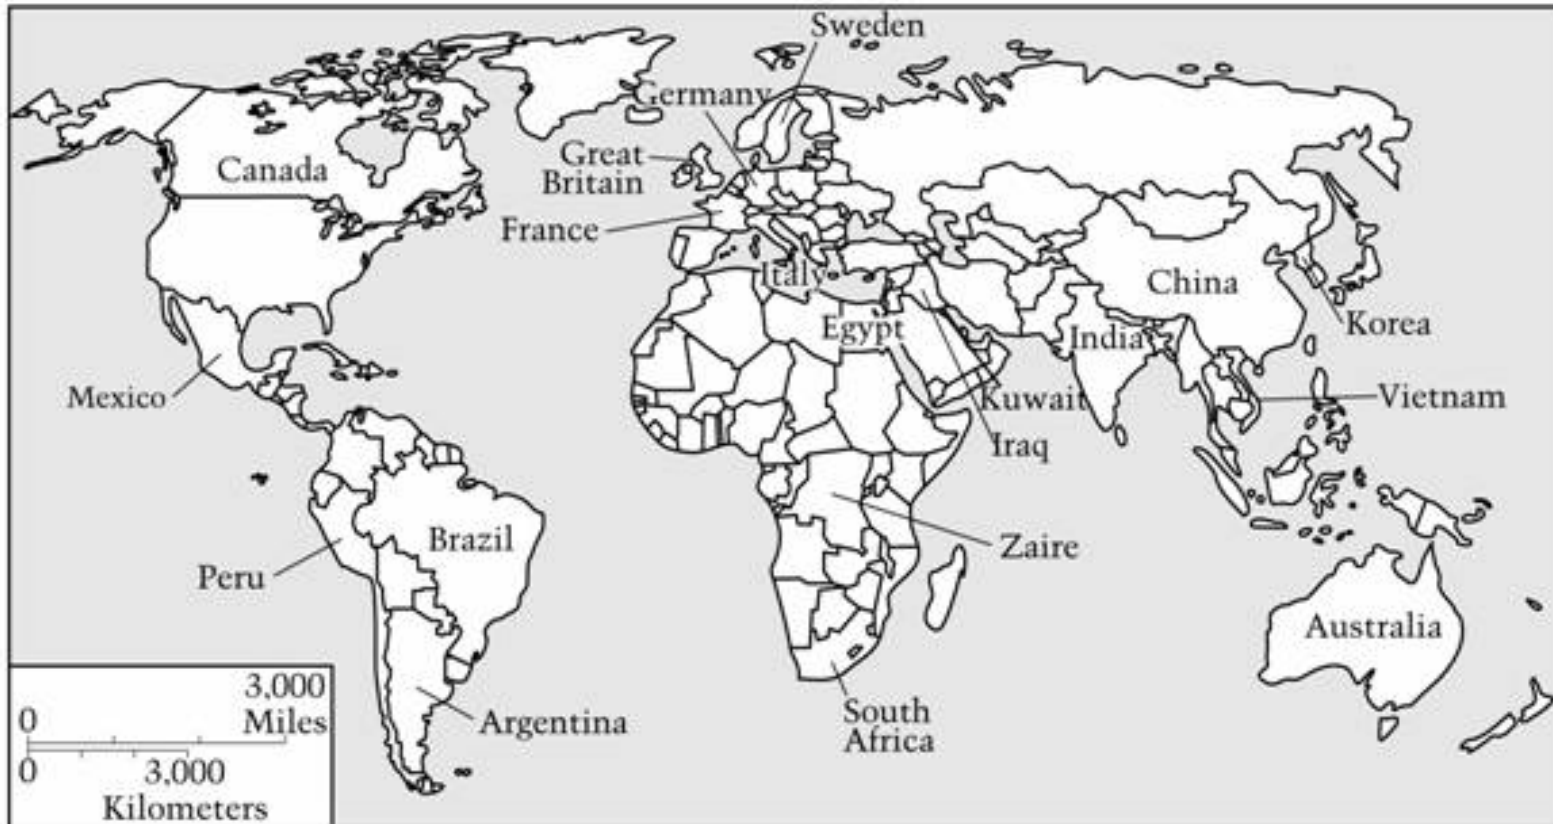 Sweden
Germany
Great
Britain
Canada
France
Italy
China
Egypt
India
Korea
Mexico
Kuwait
Vietnam
Iraq
Brazil
Zaire
Peru
Australia
South
Africa
Argentina
3,000
0 Miles
0 3,000
Kilometers